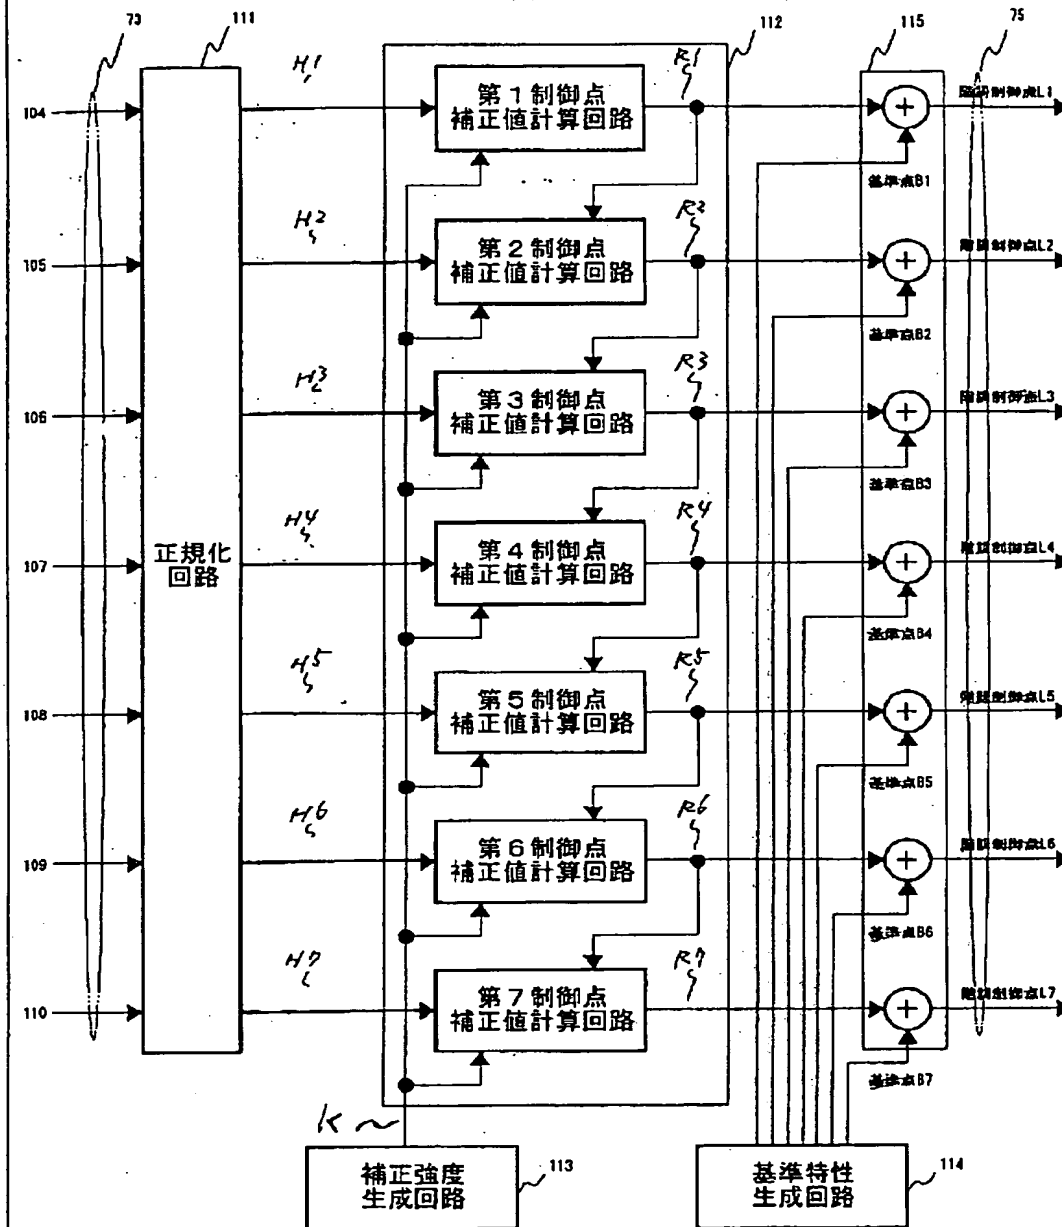 73
111
112
115
75
H1
R1
104
第1制御点
補正値計算回路
階調制御点L1
基準点B1
H2
R2
105
第2制御点
補正値計算回路
階調制御点L2
基準点B2
H3
R3
106
第3制御点
補正値計算回路
階調制御点L3
基準点B3
正規化
回路
H4
R4
107
第4制御点
補正値計算回路
階調制御点L4
基準点B4
H5
R5
108
第5制御点
補正値計算回路
階調制御点L5
基準点B5
H6
R6
109
第6制御点
補正値計算回路
階調制御点L6
基準点B6
H7
R7
110
第7制御点
補正値計算回路
階調制御点L7
基準点B7
K
補正強度
生成回路
113
基準特性
生成回路
114